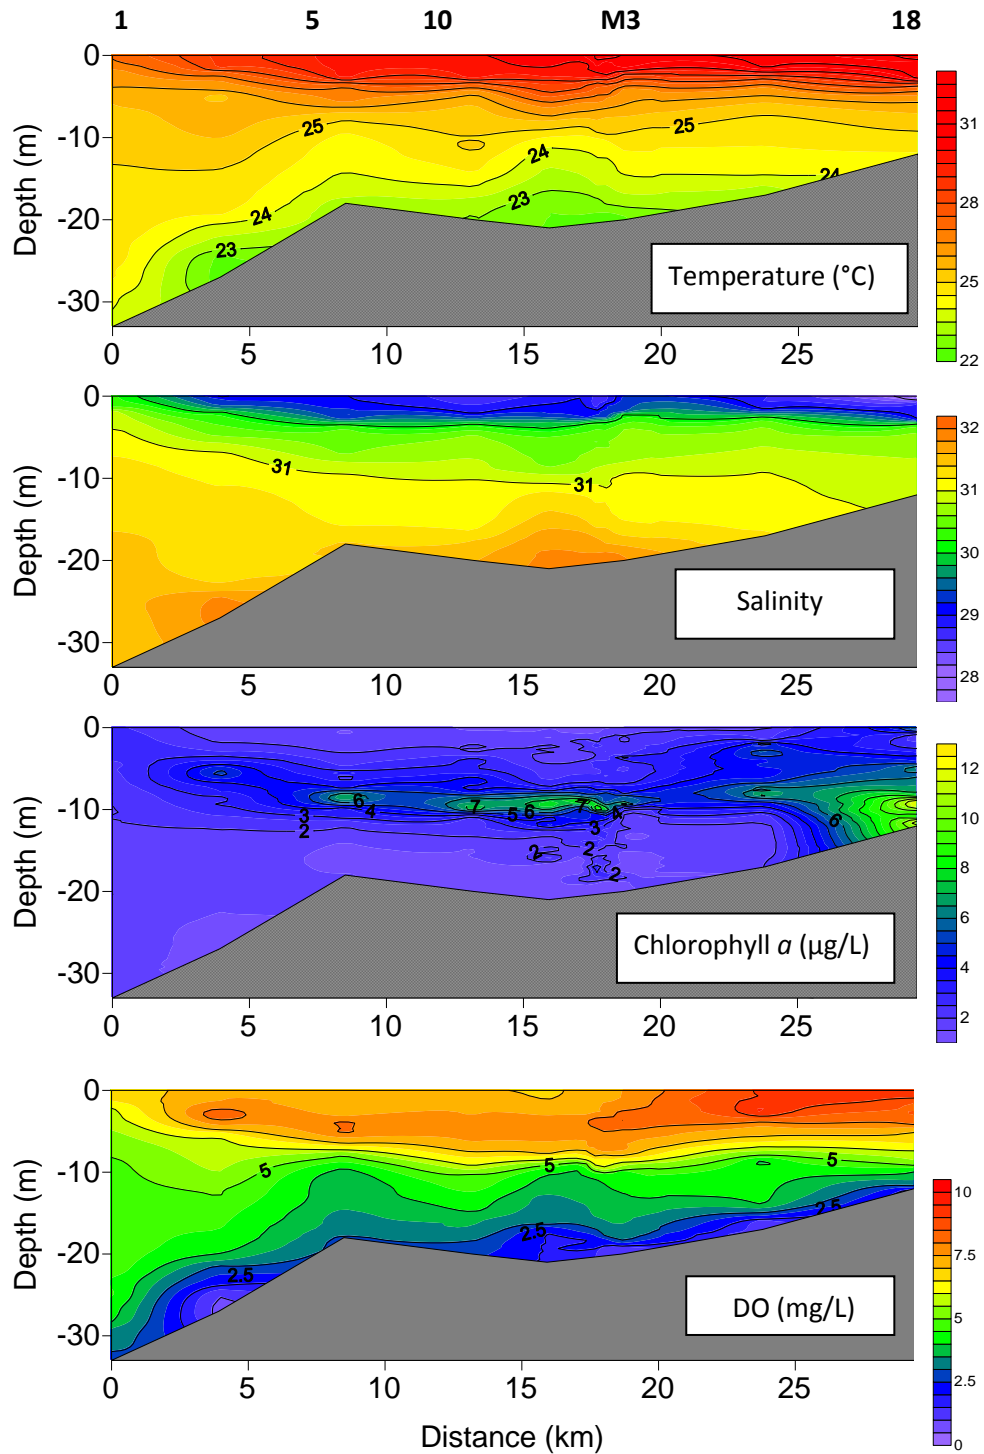 1 5 10 M3 18
0
-10
-20
-30
Depth (m)
25 25
24 24
24
23
23
Temperature (°C)
31
25
22
0 5 10 15 20 25
0
-10
-20
-30
Depth (m)
31
31
Salinity
32
31
30
29
28
0 5 10 15 20 25
0
-10
-20
-30
Depth (m)
6 7 7
3 4 5 6 4
2 3 6
2 2
2
Chlorophyll a (µg/L)
12
10
8
6
4
2
0 5 10 15 20 25
0
-10
-20
-30
Depth (m)
5 5 5
2.5
2.5
2.5
DO (mg/L)
10
7.5
5
2.5
0
0 5 10 15 20 25
Distance (km)